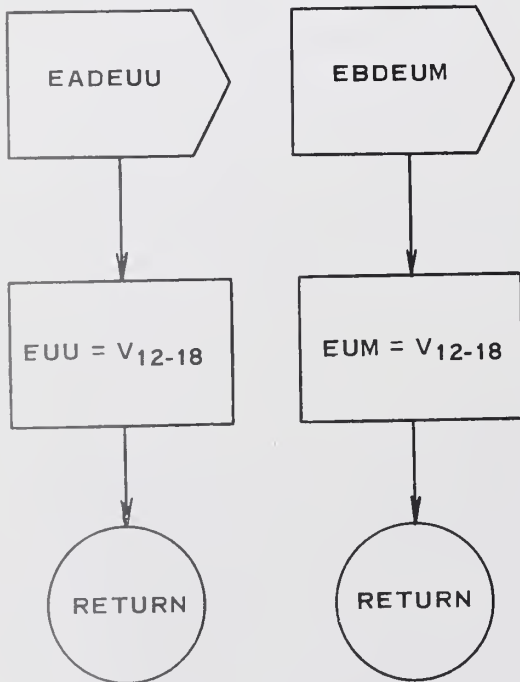 EADEUU
EBDEUM
EUU = V12-18
EUM = V12-18
RETURN
RETURN